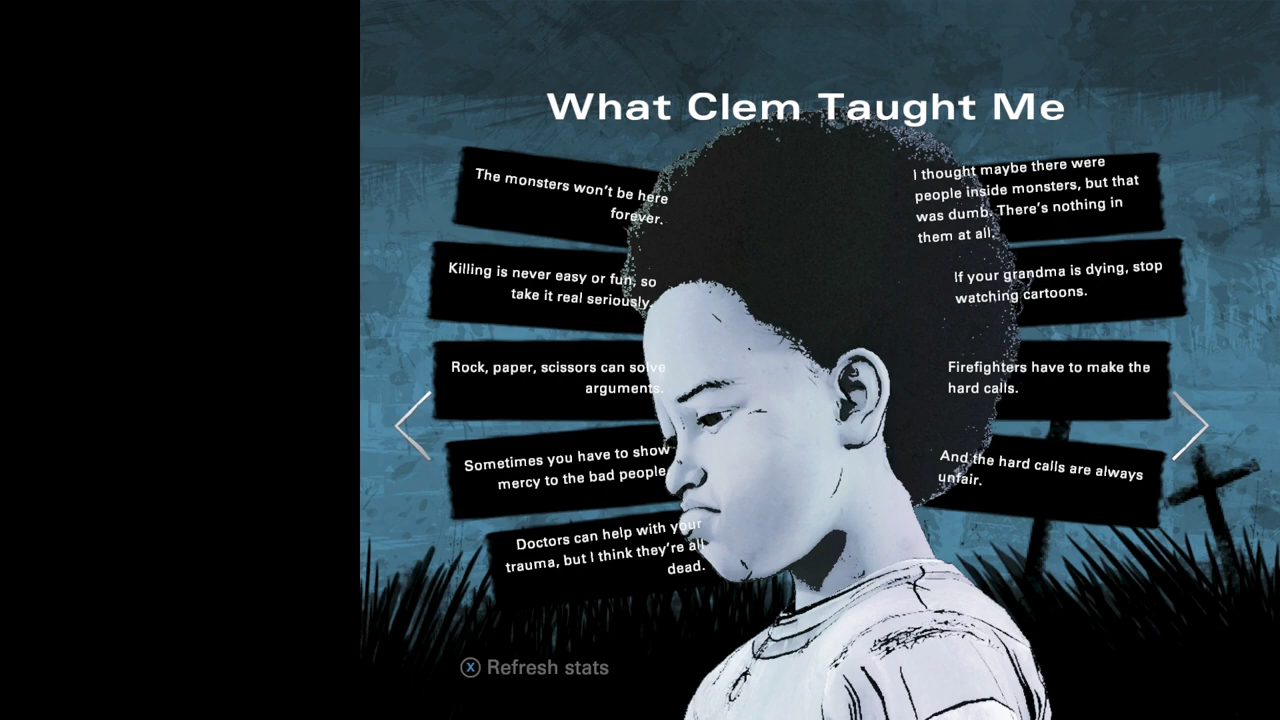 What Clem Taught Me
The monsters won't be here
forever.
Killing is never easy or fun, so
take it real seriously.
Rock, paper, scissors can solve
arguments.
Sometimes you have to show
mercy to the bad people.
Doctors can help with your
trauma, but I think they're all
dead.
I thought maybe there were
people inside monsters, but that
was dumb. There's nothing in
them at all.
If your grandma is dying, stop
watching cartoons.
Firefighters have to make the
hard calls.
And the hard calls are always
unfair.
X Refresh stats